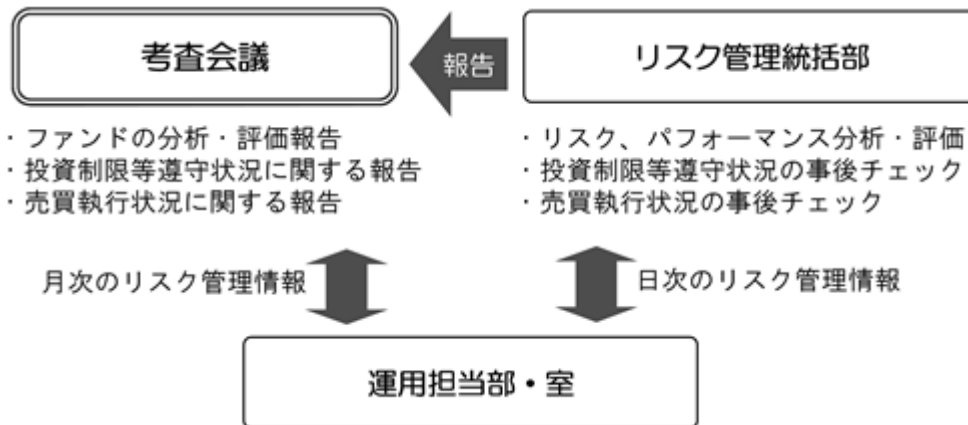 考査会議
報告
リスク管理統括部
・ファンドの分析・評価報告
・投資制限等遵守状況に関する報告
・売買執行状況に関する報告
・リスク、パフォーマンス分析・評価
・投資制限等遵守状況の事後チェック
・売買執行状況の事後チェック
月次のリスク管理情報
日次のリスク管理情報
運用担当部・室